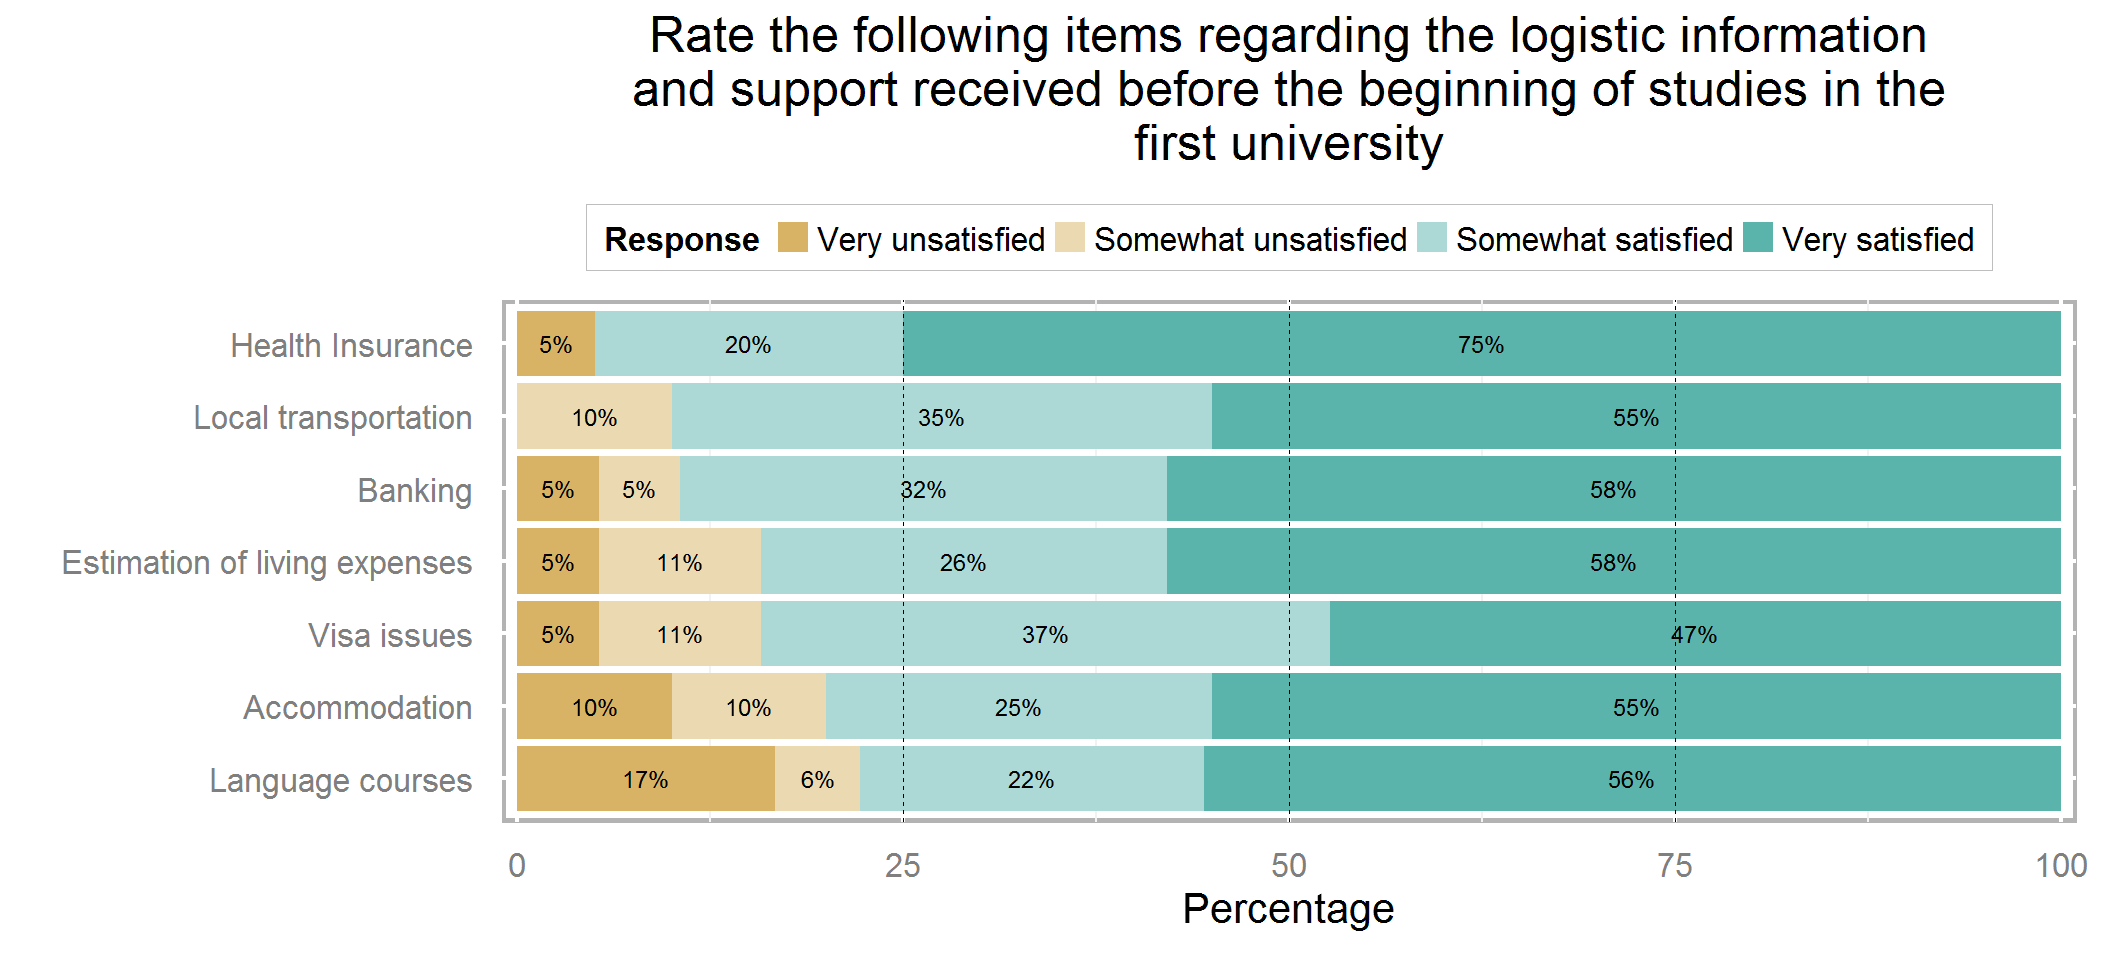 Rate the following items regarding the logistic information
and support received before the beginning of studies in the
first university
Response Very unsatisfied Somewhat unsatisfied Somewhat satisfied Very satisfied
Health Insurance 5% 20% 75%
Local transportation 10% 35% 55%
Banking 5% 5% 32% 58%
Estimation of living expenses 5% 11% 26% 58%
Visa issues 5% 11% 37% 47%
Accommodation 10% 10% 25% 55%
Language courses 17% 6% 22% 56%
0 25 50 75 100
Percentage